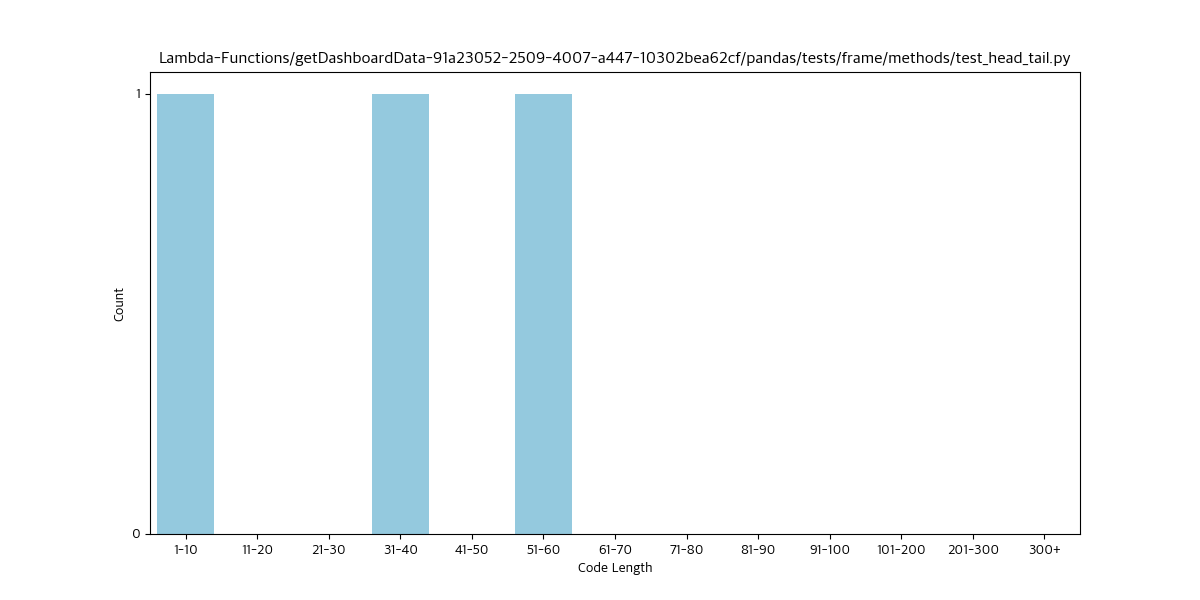 Lambda-Functions/getDashboardData-91a23052-2509-4007-a447-10302bea62cf/pandas/tests/frame/methods/test_head_tail.py
1
Count
0
1-10 11-20 21-30 31-40 41-50 51-60 61-70 71-80 81-90 91-100 101-200 201-300 300+
Code Length